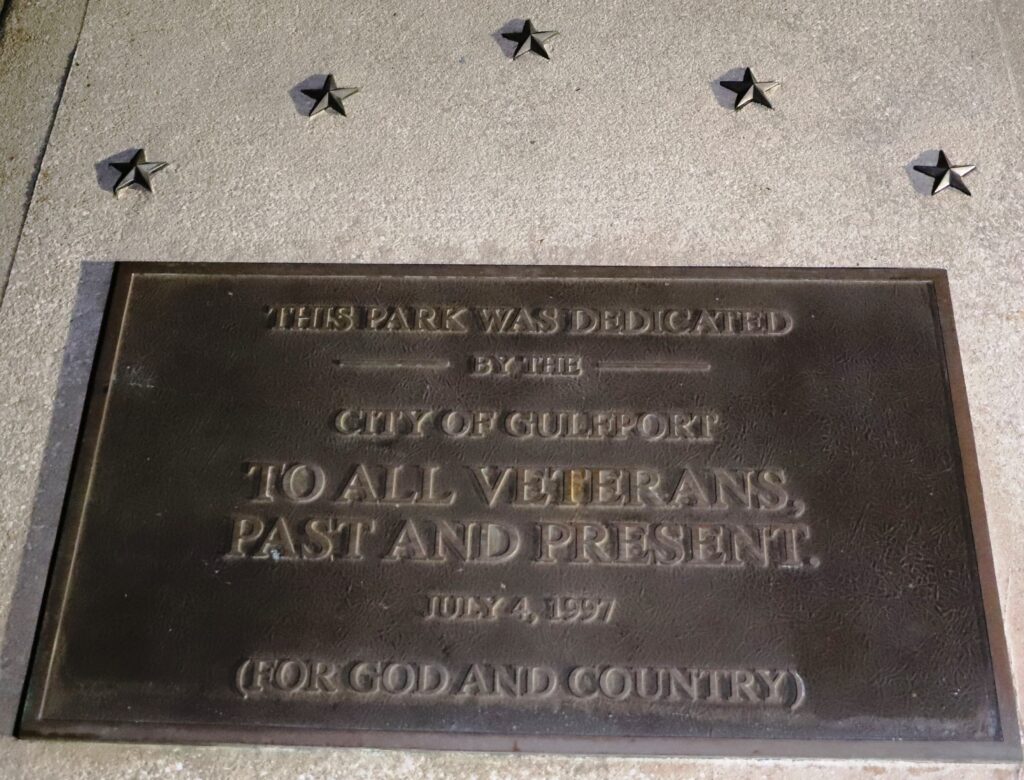 THIS PARK WAS DEDICATED
BY THE
CITY OF GULFPORT
TO ALL VETERANS,
PAST AND PRESENT.
JULY 4, 1997
(FOR GOD AND COUNTRY)